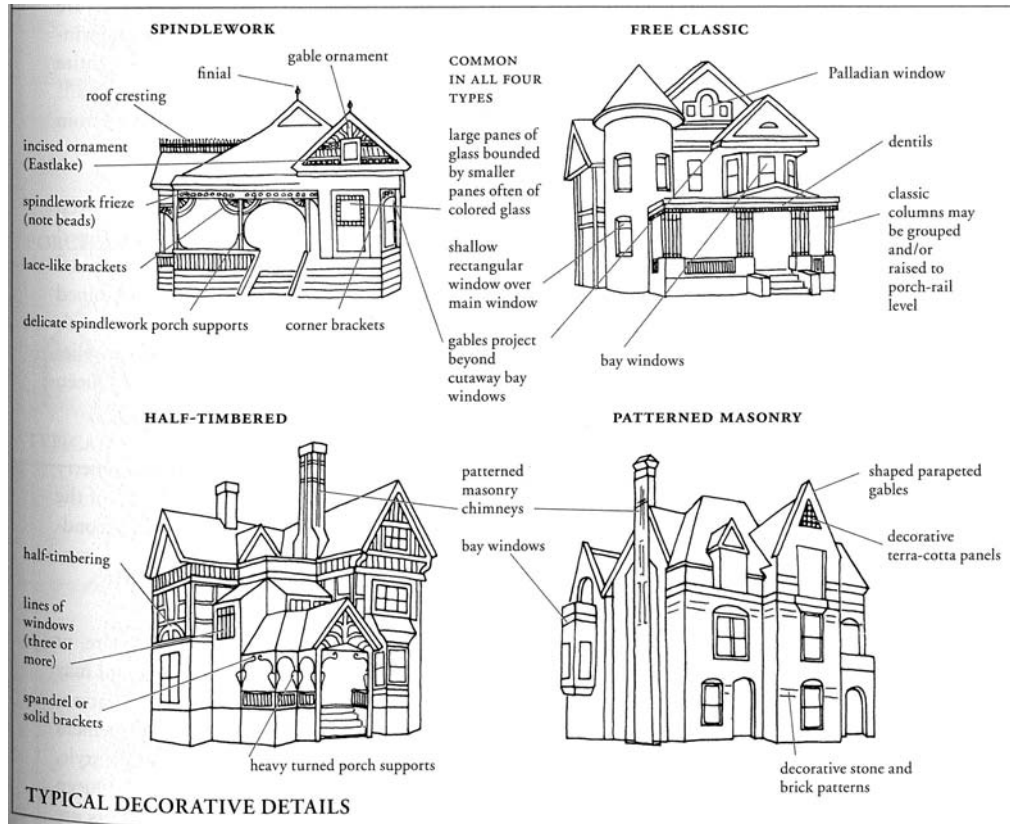 SPINDLEWORK
gable ornament
finial
roof cresting
incised ornament
(Eastlake)
spindlework frieze
(note beads)
lace-like brackets
delicate spindlework porch supports
corner brackets
COMMON
IN ALL FOUR
TYPES
large panes of
glass bounded
by smaller
panes often of
colored glass
shallow
rectangular
window over
main window
gables project
beyond
cutaway bay
windows
FREE CLASSIC
Palladian window
dentils
classic
columns may
be grouped
and/or
raised to
porch-rail
level
bay windows
HALF-TIMBERED
half-timbering
lines of
windows
(three or
more)
spandrel or
solid brackets
heavy turned porch supports
patterned
masonry
chimneys
bay windows
PATTERNED MASONRY
shaped parapeted
gables
decorative
terra-cotta panels
decorative stone and
brick patterns
TYPICAL DECORATIVE DETAILS